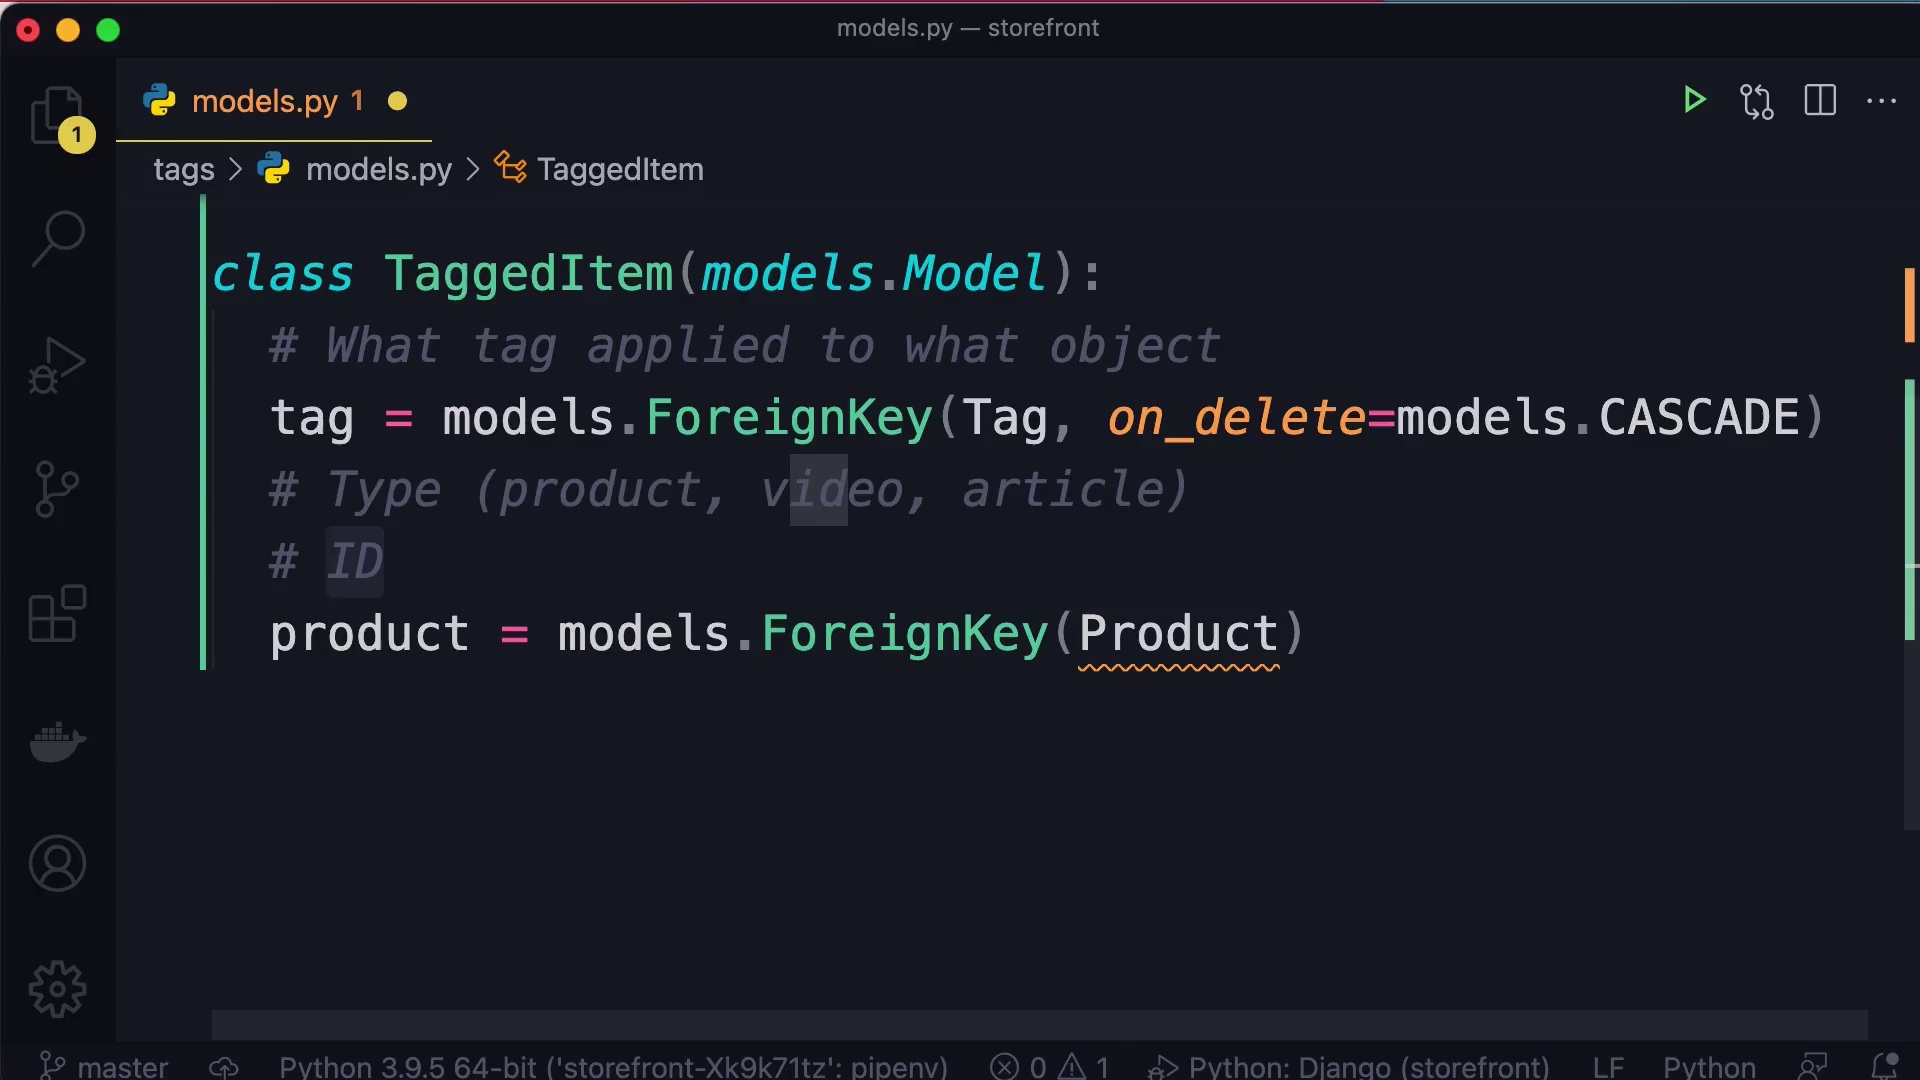 models.py — storefront
models.py 1
1
tags > models.py > TaggedItem
class TaggedItem(models.Model):
# What tag applied to what object
tag = models.ForeignKey(Tag, on_delete=models.CASCADE)
# Type (product, video, article)
# ID
product = models.ForeignKey(Product)
master Python 3.9.5 64-bit ('storefront-Xk9k71tz': pipenv) 0 1 Python: Django (storefront) LF Python